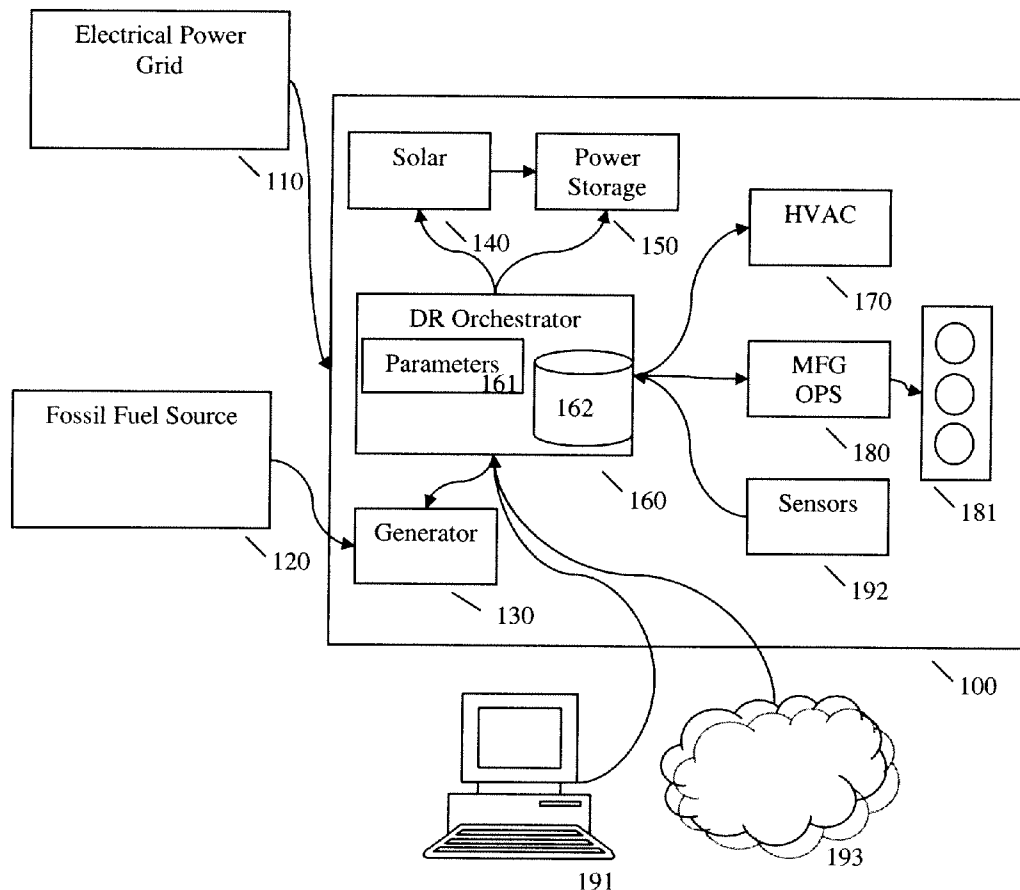 Electrical Power
Grid
110
Solar
140
Power
Storage
150
HVAC
170
DR Orchestrator
Parameters
161
162
160
MFG
OPS
180
181
Fossil Fuel Source
120
Generator
130
Sensors
192
100
191
193